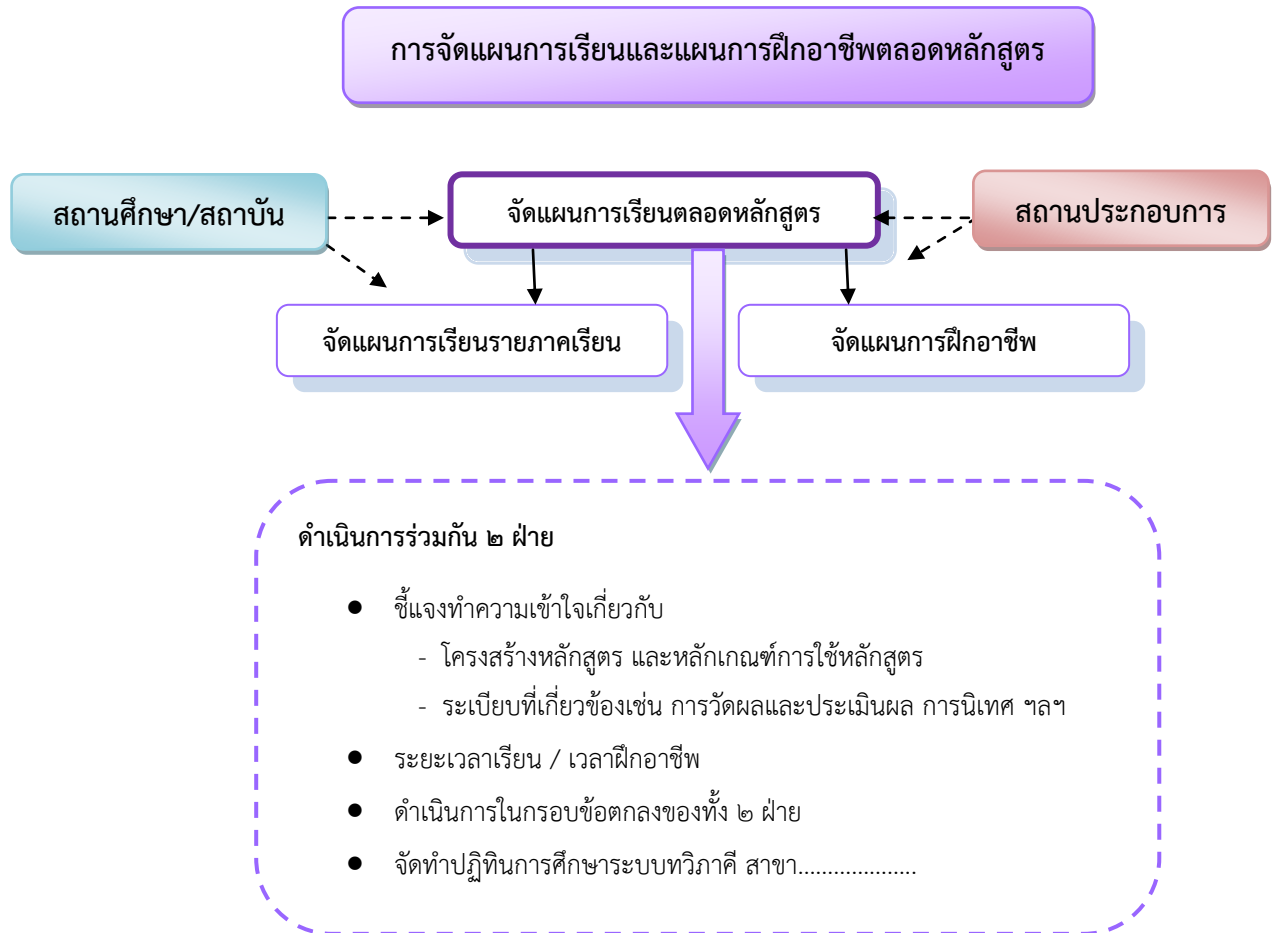 การจัดแผนการเรียนและแผนการฝึกอาชีพตลอดหลักสูตร
สถานศึกษา/สถาบัน
จัดแผนการเรียนตลอดหลักสูตร
สถานประกอบการ
จัดแผนการเรียนรายภาคเรียน
จัดแผนการฝึกอาชีพ
ดำเนินการร่วมกัน ๒ ฝ่าย
● ชี้แจงทำความเข้าใจเกี่ยวกับ
- โครงสร้างหลักสูตร และหลักเกณฑ์การใช้หลักสูตร
- ระเบียบที่เกี่ยวข้องเช่น การวัดผลและประเมินผล การนิเทศ ฯลฯ
● ระยะเวลาเรียน / เวลาฝึกอาชีพ
● ดำเนินการในกรอบข้อตกลงของทั้ง ๒ ฝ่าย
● จัดทำปฏิทินการศึกษาระบบทวิภาคี สาขา....................